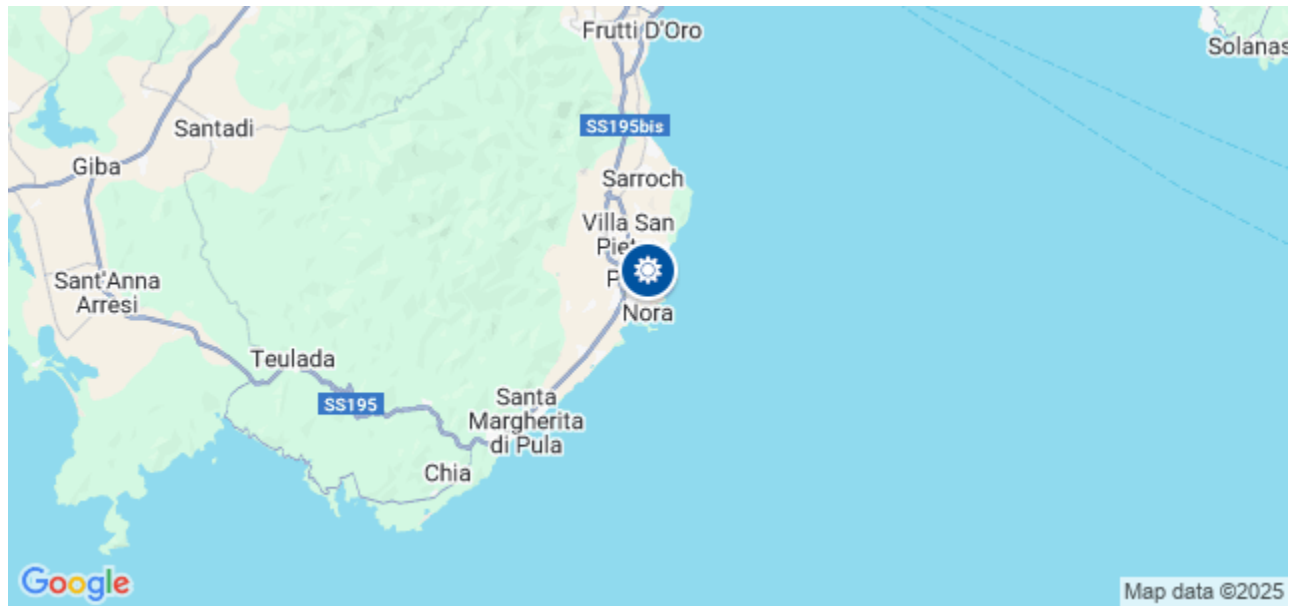 Frutti D'Oro
Solanas
SS195bis
Santadi
Giba
Sarroch
Villa San
Sant'Anna
Arresi
Nora
Teulada
SS195
Santa
Margherita
di Pula
Chia
Google
Map data ©2025